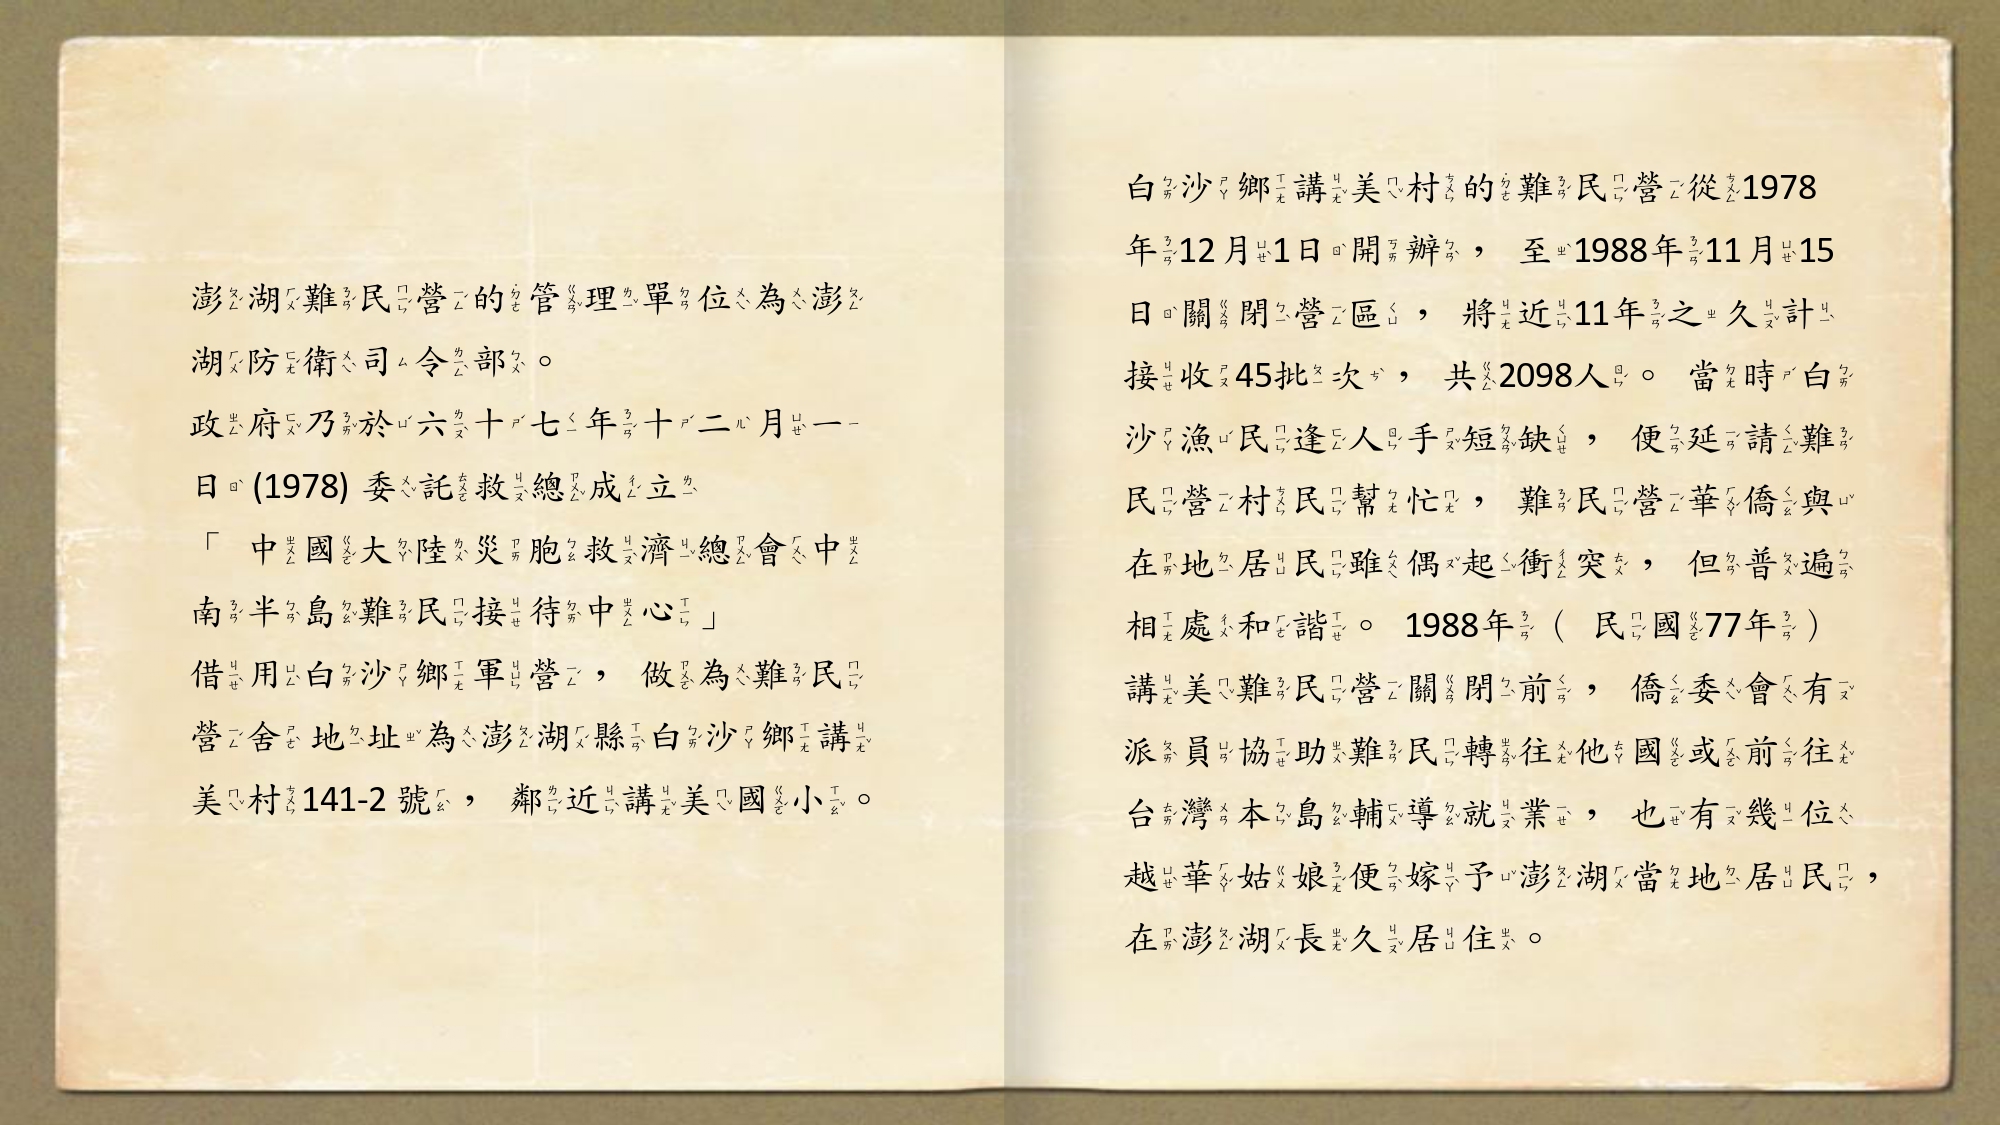 澎湖難民營的管理單位為澎
湖防衛司令部。
政府乃於六十七年十二月一
日(1978) 委託救總成立
「中國大陸災胞救濟總會中
南半島難民接待中心」
借用白沙鄉軍營，做為難民
營舍 地址為澎湖縣白沙鄉講
美村141-2 號，鄰近講美國小。
白沙鄉講美村的難民營從1978
年12月1日開辦，至1988年11月15
日關閉營區，將近11年之久計
接收45批次，共2098人。當時白
沙漁民逢人手短缺，便延請難
民營村民幫忙，難民營華僑與
在地居民雖偶起衝突，但普遍
相處和諧。1988年（民國77年）
講美難民營關閉前，僑委會有
派員協助難民轉往他國或前往
台灣本島輔導就業，也有幾位
越華姑娘便嫁予澎湖當地居民，
在澎湖長久居住。